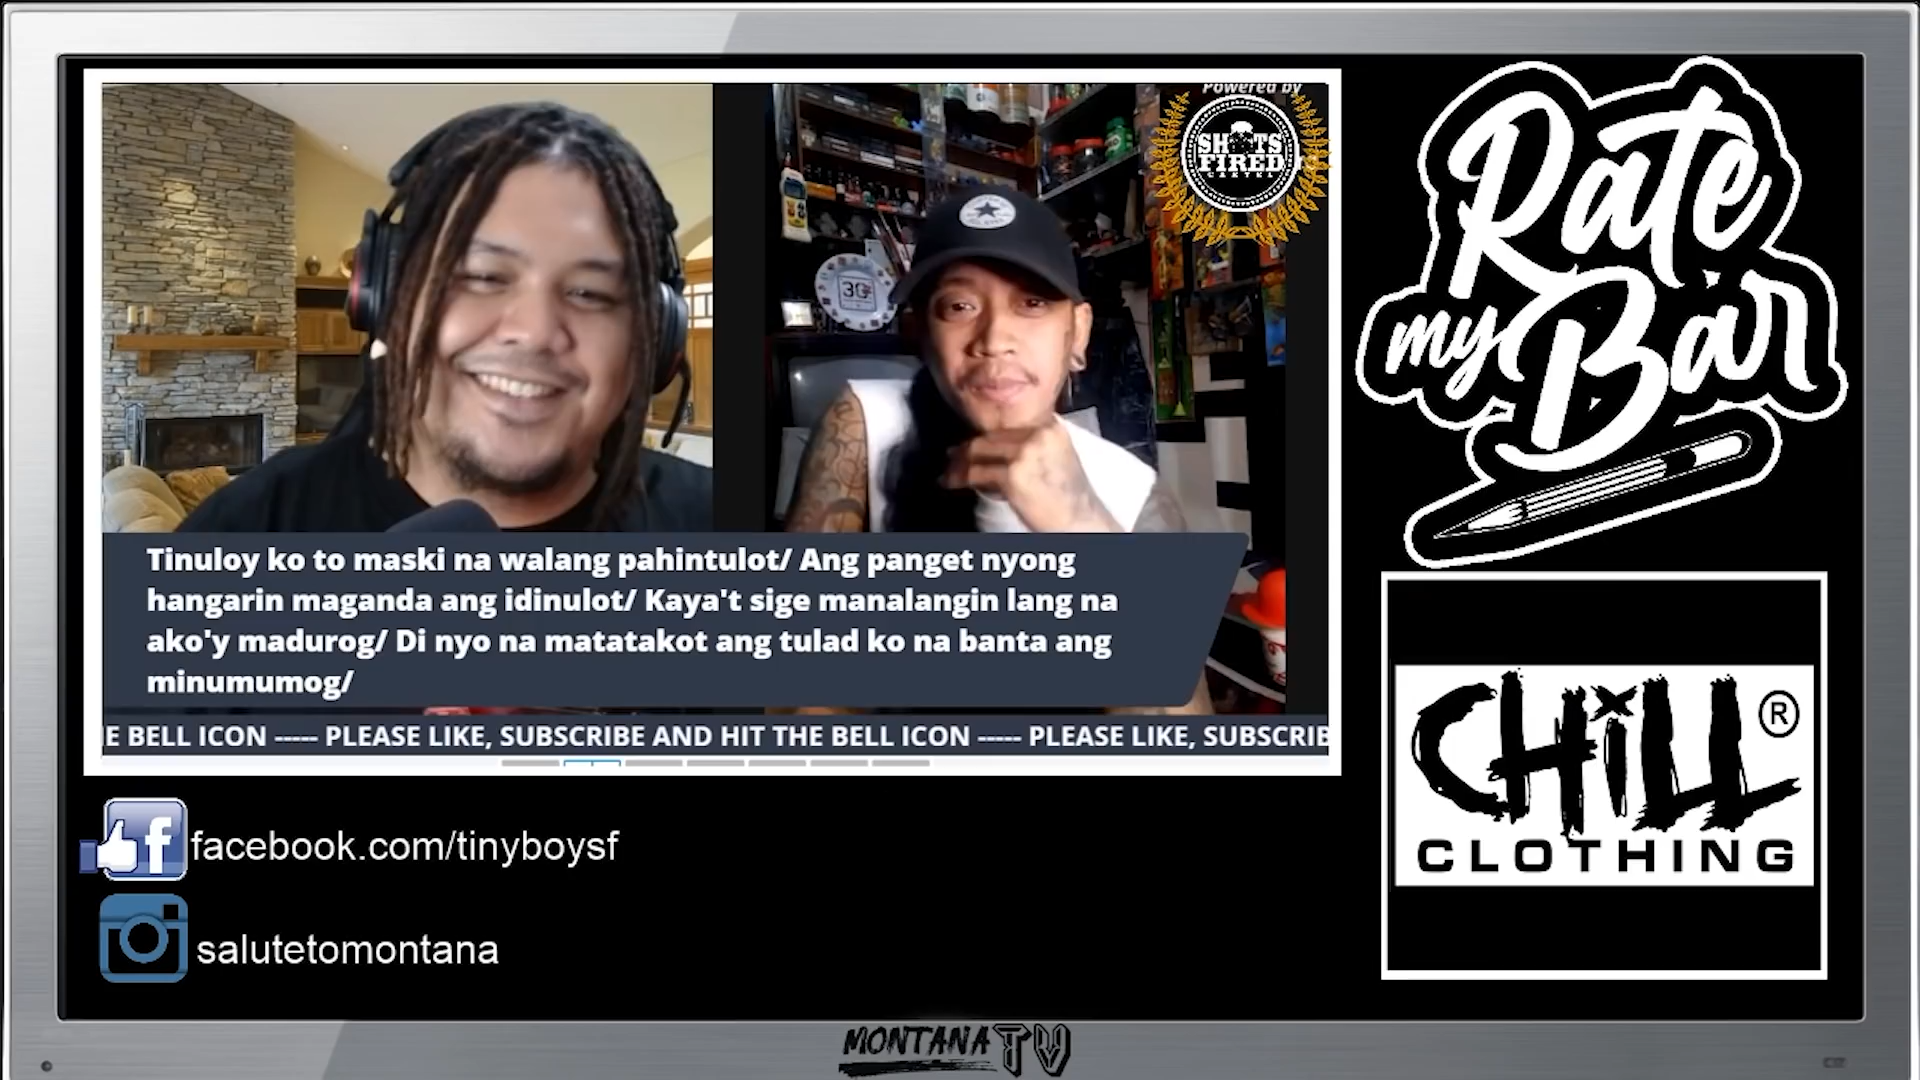 Powered by
SHOTS
FIRED
CARTEL
30
Tinuloy ko to maski na walang pahintulot/ Ang panget nyong
hangarin maganda ang idinulot/ Kaya't sige manalangin lang na
ako'y madurog/ Di nyo na matatakot ang tulad ko na banta ang
minumumog/
E BELL ICON ----- PLEASE LIKE, SUBSCRIBE AND HIT THE BELL ICON ----- PLEASE LIKE, SUBSCRIB
Rate
my Bar
CHiLL ®
CLOTHING
facebook.com/tinyboysf
salutetomontana
MONTANA TV